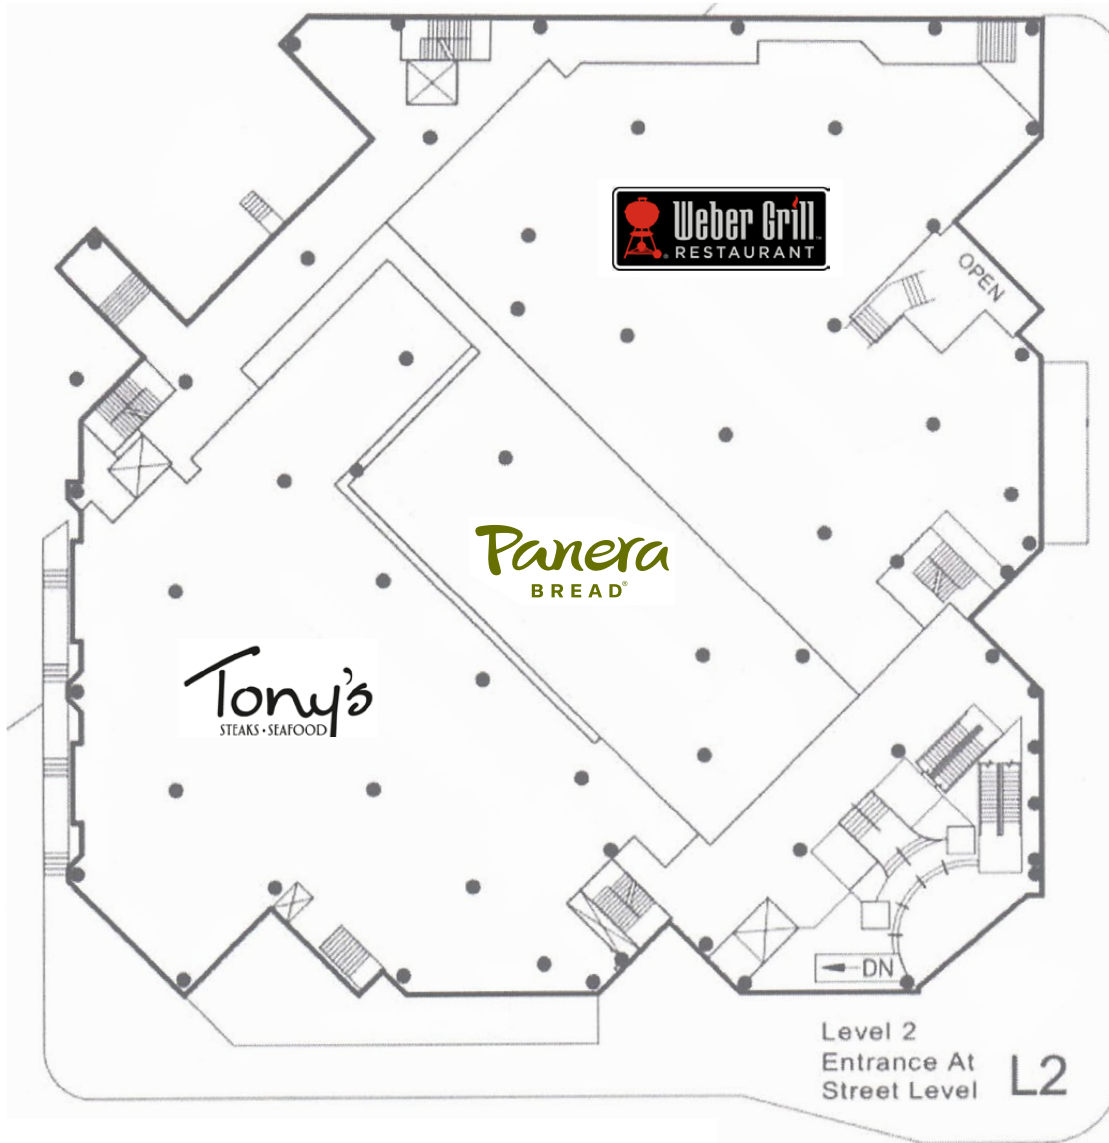 Weber Grill
RESTAURANT
OPEN
Panera
BREAD®
Tony's
STEAKS • SEAFOOD
DN
Level 2
Entrance At
Street Level
L2